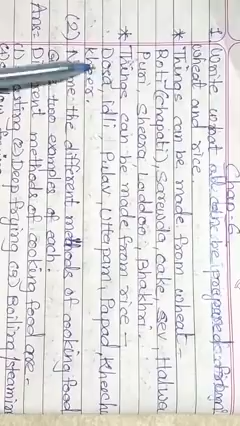 Chap: 6
1) Write what all can be prepared from
wheat and rice.
* Things can be made from wheat -
Roti (chapati), Sarawda, cake, Sev, Halwa
Puri, Sheera, Laddoo, Bhakhri
* Things can be made from rice -
Dosa, Idli, Pulav, Uttapam, Papad, Khichu
kheer.
(2) Name the different methods of cooking food
two examples of each.
Ans= Different methods of cooking food are -
(1) Roasting (2) Deep frying (3) Boiling/steaming